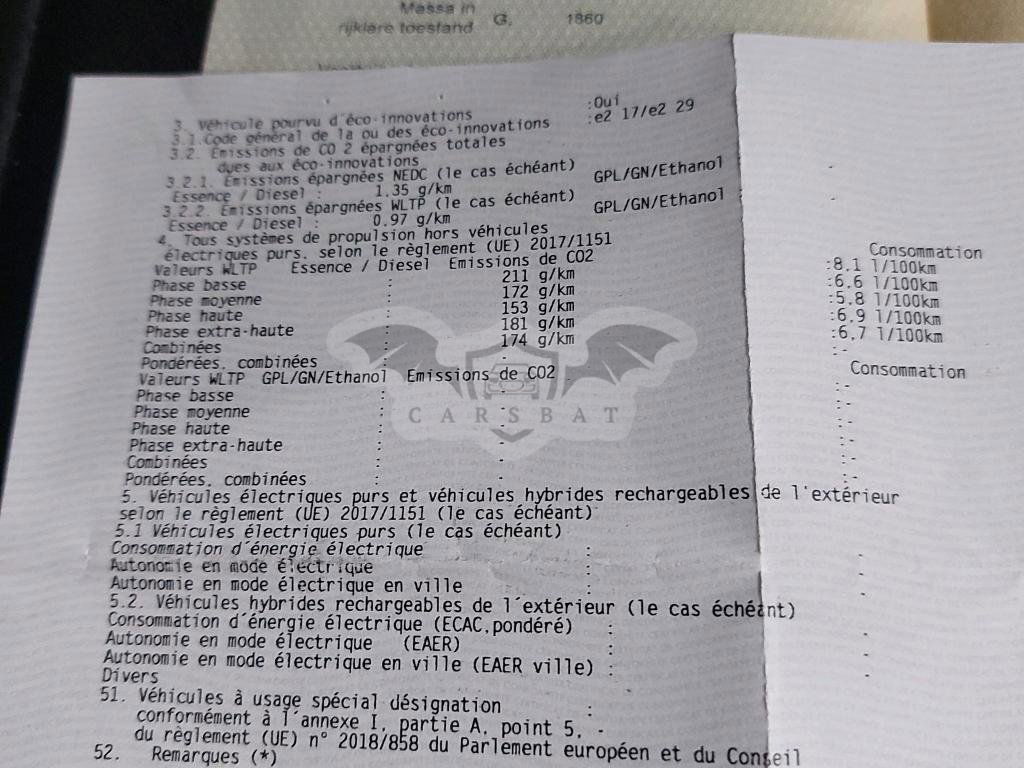 Massa in
rijklare toestand G. 1860
3. Véhicule pourvu d´éco-innovations :Oui
3.1.Code général de la ou des éco-innovations :e2 17/e2 29
3.2. Emissions de CO 2 épargnées totales
dues aux éco-innovations
3.2.1. Emissions épargnées NEDC (le cas échéant)
Essence / Diesel : 1.35 g/km GPL/GN/Ethanol -
3.2.2. Emissions épargnées WLTP (le cas échéant)
Essence / Diesel : 0.97 g/km GPL/GN/Ethanol :
4. Tous systèmes de propulsion hors véhicules
électriques purs. selon le règlement (UE) 2017/1151
Valeurs WLTP Essence / Diesel Emissions de CO2 Consommation
Phase basse : 211 g/km :8.1 l/100km
Phase moyenne : 172 g/km :6.6 l/100km
Phase haute : 153 g/km :5.8 l/100km
Phase extra-haute : 181 g/km :6.9 l/100km
Combinées : 174 g/km :6.7 l/100km
Pondérées. combinées : - :-
Valeurs WLTP GPL/GN/Ethanol Emissions de CO2 Consommation
Phase basse : - :-
Phase moyenne : - :-
Phase haute : - :-
Phase extra-haute : - :-
Combinées : - :-
Pondérées. combinées : - :-
CARSBAT
5. Véhicules électriques purs et véhicules hybrides rechargeables de l'extérieur
selon le règlement (UE) 2017/1151 (le cas échéant)
5.1 Véhicules électriques purs (le cas échéant)
Consommation d´énergie électrique : -
Autonomie en mode électrique : -
Autonomie en mode électrique en ville : -
5.2. Véhicules hybrides rechargeables de l´extérieur (le cas échéant)
Consommation d´énergie électrique (ECAC.pondéré) : -
Autonomie en mode électrique (EAER) : -
Autonomie en mode électrique en ville (EAER ville) : -
Divers
51. Véhicules à usage spécial désignation :
conformément à l´annexe I. partie A. point 5. -
du règlement (UE) n° 2018/858 du Parlement européen et du Conseil
52. Remarques (*)